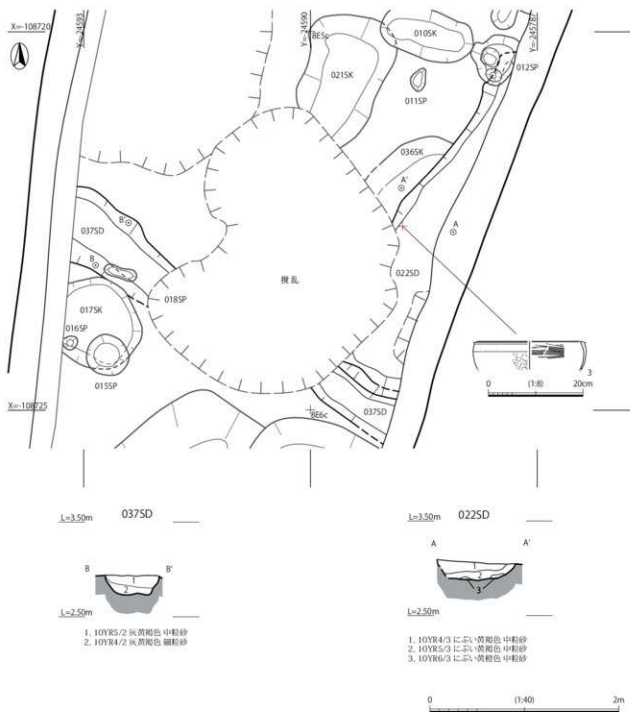 X=-108720
Y=-24593
Y=-24590
Y=-24587
8E5c
010SK
021SK
012SP
011SP
036SK
A'
A
B'
037SD
B
022SD
017SK
018SP
攪乱
016SP
015SP
3
0 (1:8) 20cm
X=-108725
8E6c
037SD
L=3.50m 037SD
B B'
1
2
L=2.50m
1. 10YR5/2 灰黄褐色 中粒砂
2. 10YR4/2 灰黄褐色 細粒砂
L=3.50m 022SD
A A'
1
2
3
L=2.50m
1. 10YR4/3 にぶい黄褐色 中粒砂
2. 10YR5/3 にぶい黄褐色 中粒砂
3. 10YR6/3 にぶい黄橙色 中粒砂
0 (1:40) 2m